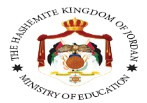 THE HASHEMITE KINGDOM OF JORDAN
MINISTRY OF EDUCATION